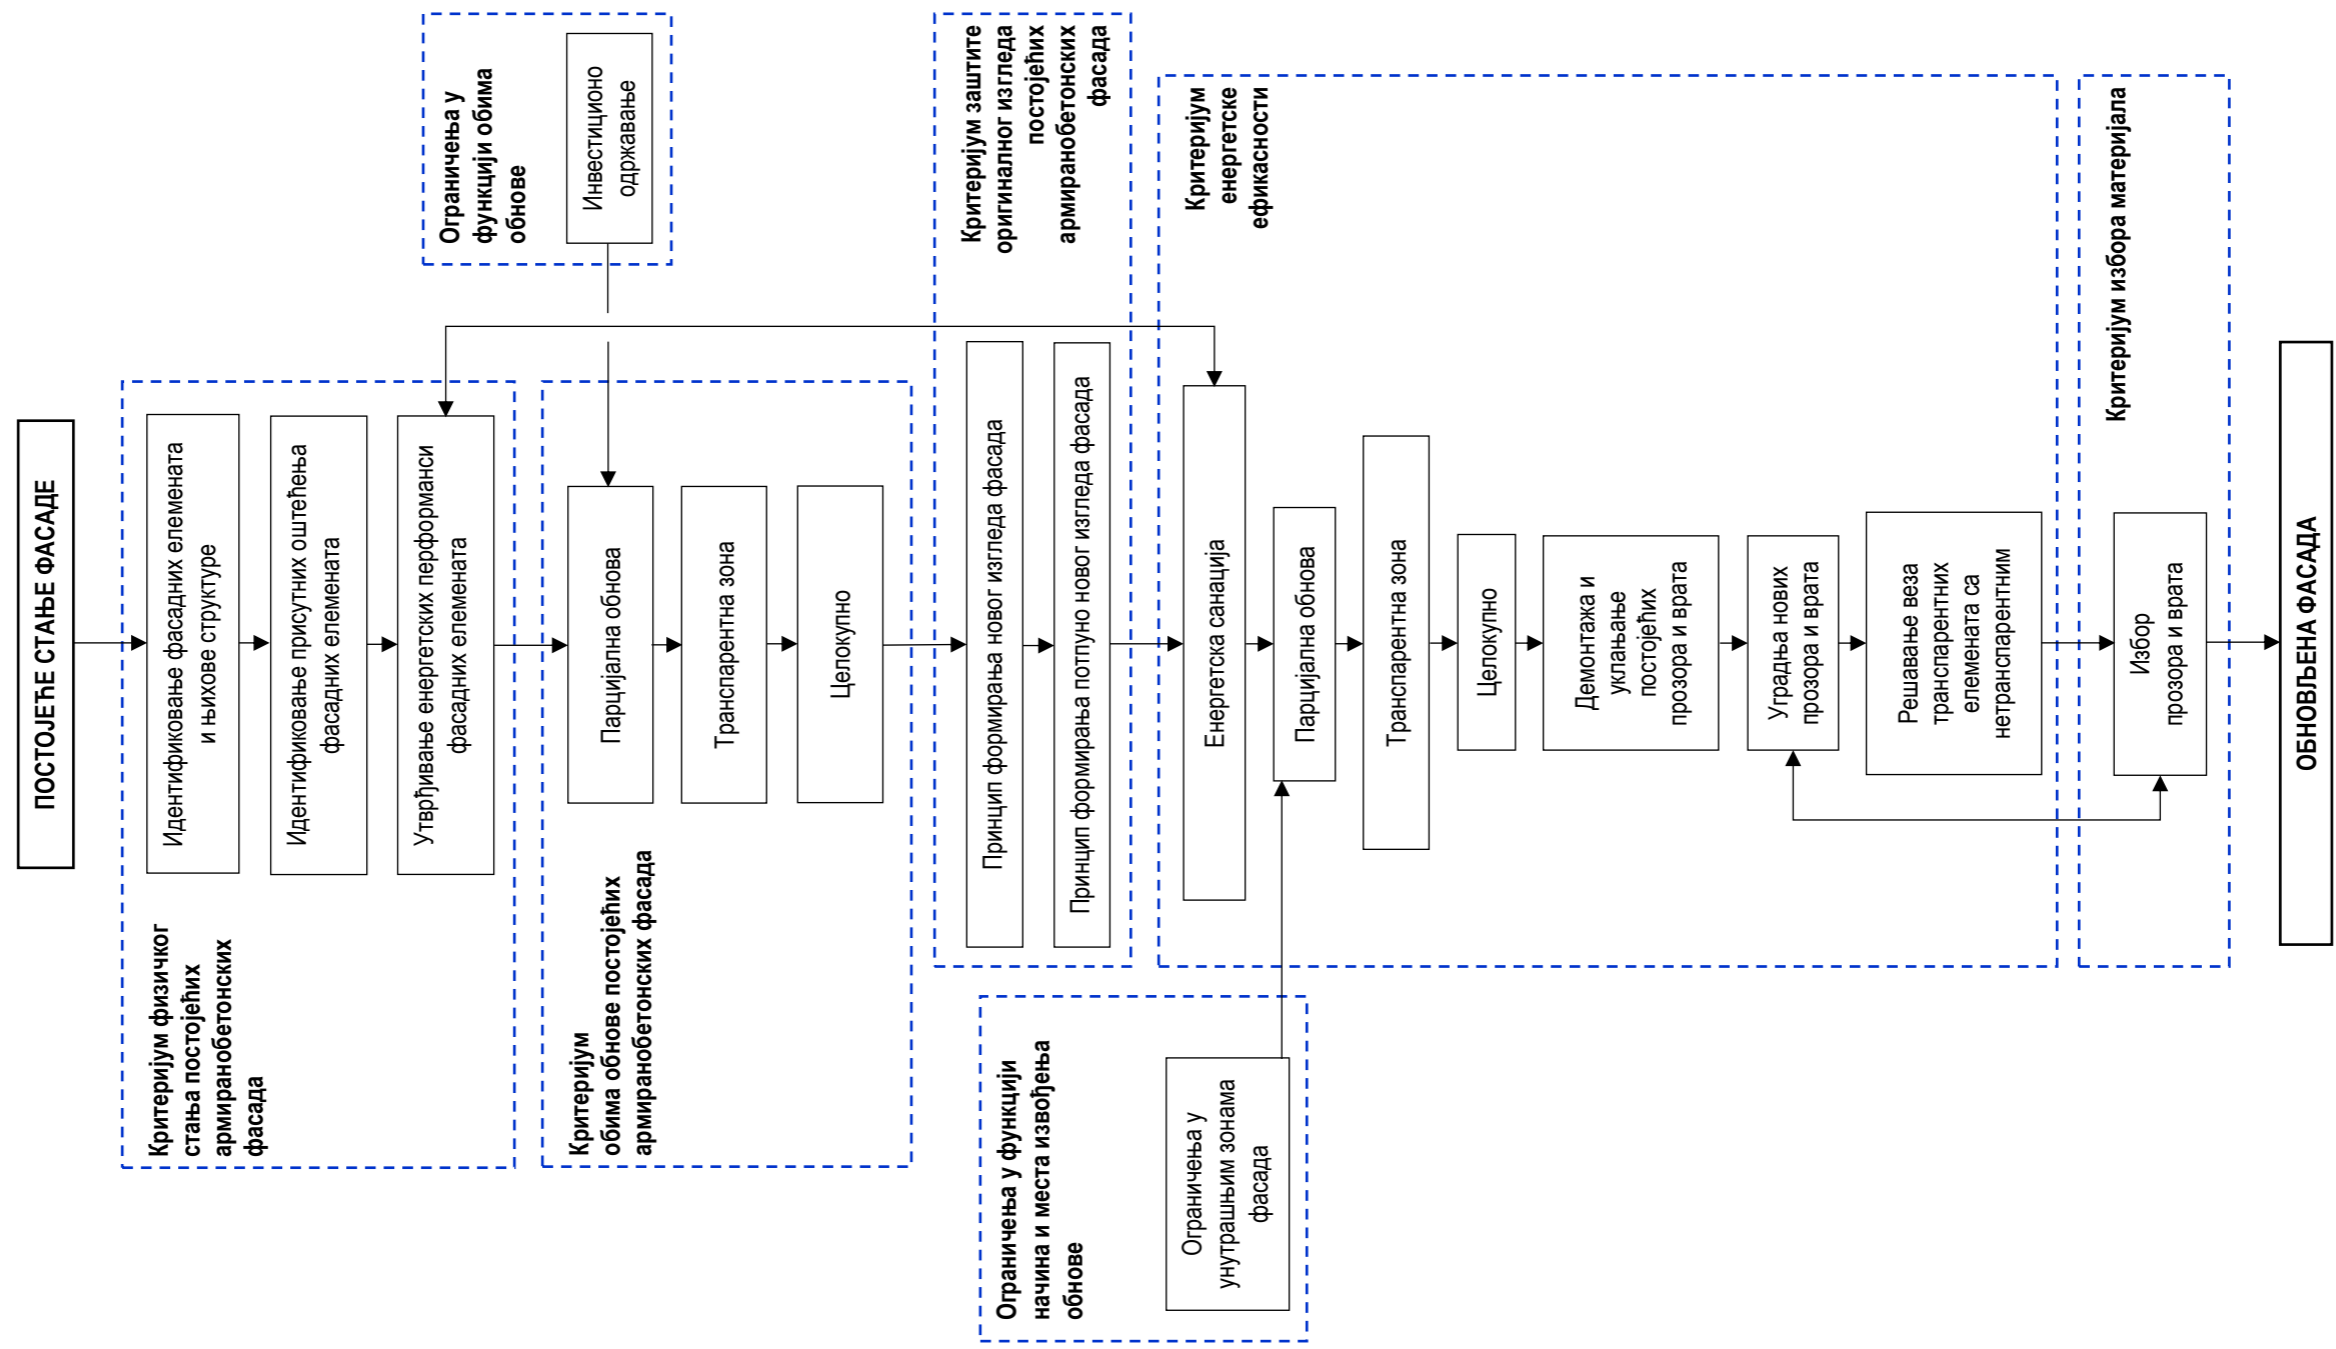 ПОСТОЈЕЋЕ СТАЊЕ ФАСАДЕ
Критеријум физичког
стања постојећих
армиранобетонских
фасада
Идентификовање фасадних елемената
и њихове структуре
Идентификовање присутних оштећења
фасадних елемената
Утврђивање енергетских перформанси
фасадних елемената
Ограничења у
функцији обима
обнове
Инвестиционо
одржавање
Критеријум
обима обнове постојећих
армиранобетонских фасада
Парцијална обнова
Транспарентна зона
Целокупно
Критеријум заштите
оригиналног изгледа
постојећих
армиранобетонских
фасада
Принцип формирања новог изгледа фасада
Принцип формирања потпуно новог изгледа фасада
Ограничења у функцији
начина и места извођења
обнове
Ограничења у
унутрашњим зонама
фасада
Критеријум
енергетске
ефикасности
Енергетска санација
Парцијална обнова
Транспарентна зона
Целокупно
Демонтажа и
уклањање
постојећих
прозора и врата
Уградња нових
прозора и врата
Решавање веза
транспарентних
елемената са
нетранспарентним
Критеријум избора материјала
Избор
прозора и врата
ОБНОВЉЕНА ФАСАДА